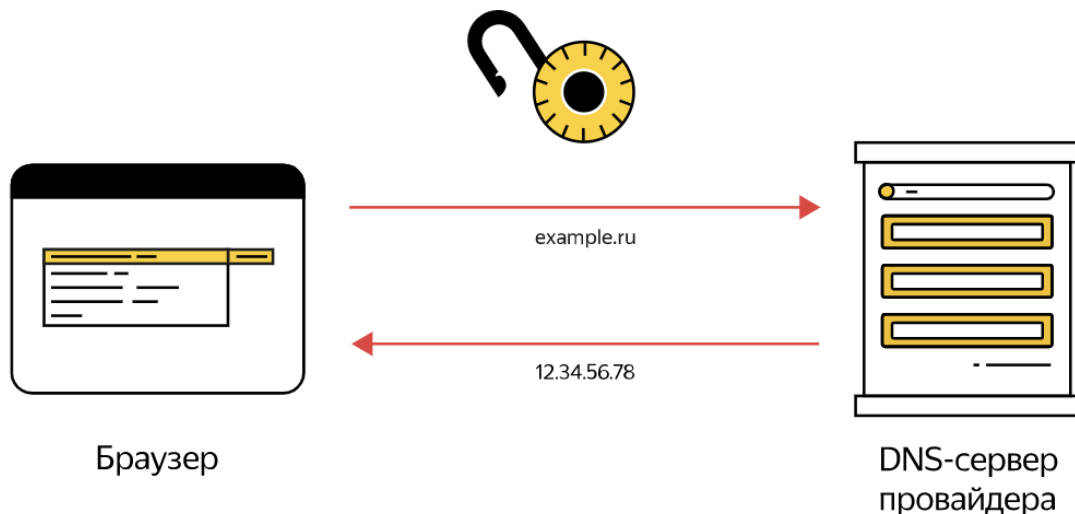 example.ru
12.34.56.78
Браузер
DNS-сервер
провайдера